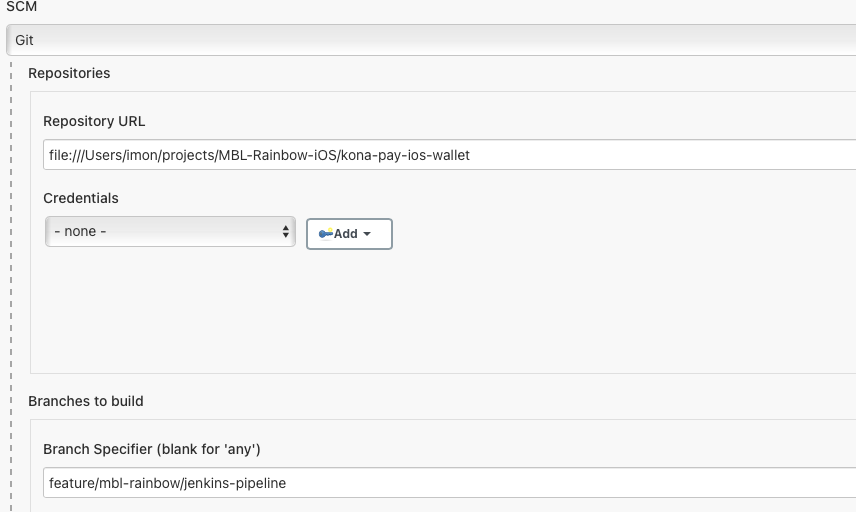 SCM
Git
Repositories
Repository URL
file:///Users/imon/projects/MBL-Rainbow-iOS/kona-pay-ios-wallet
Credentials
- none -
Add
Branches to build
Branch Specifier (blank for 'any')
feature/mbl-rainbow/jenkins-pipeline